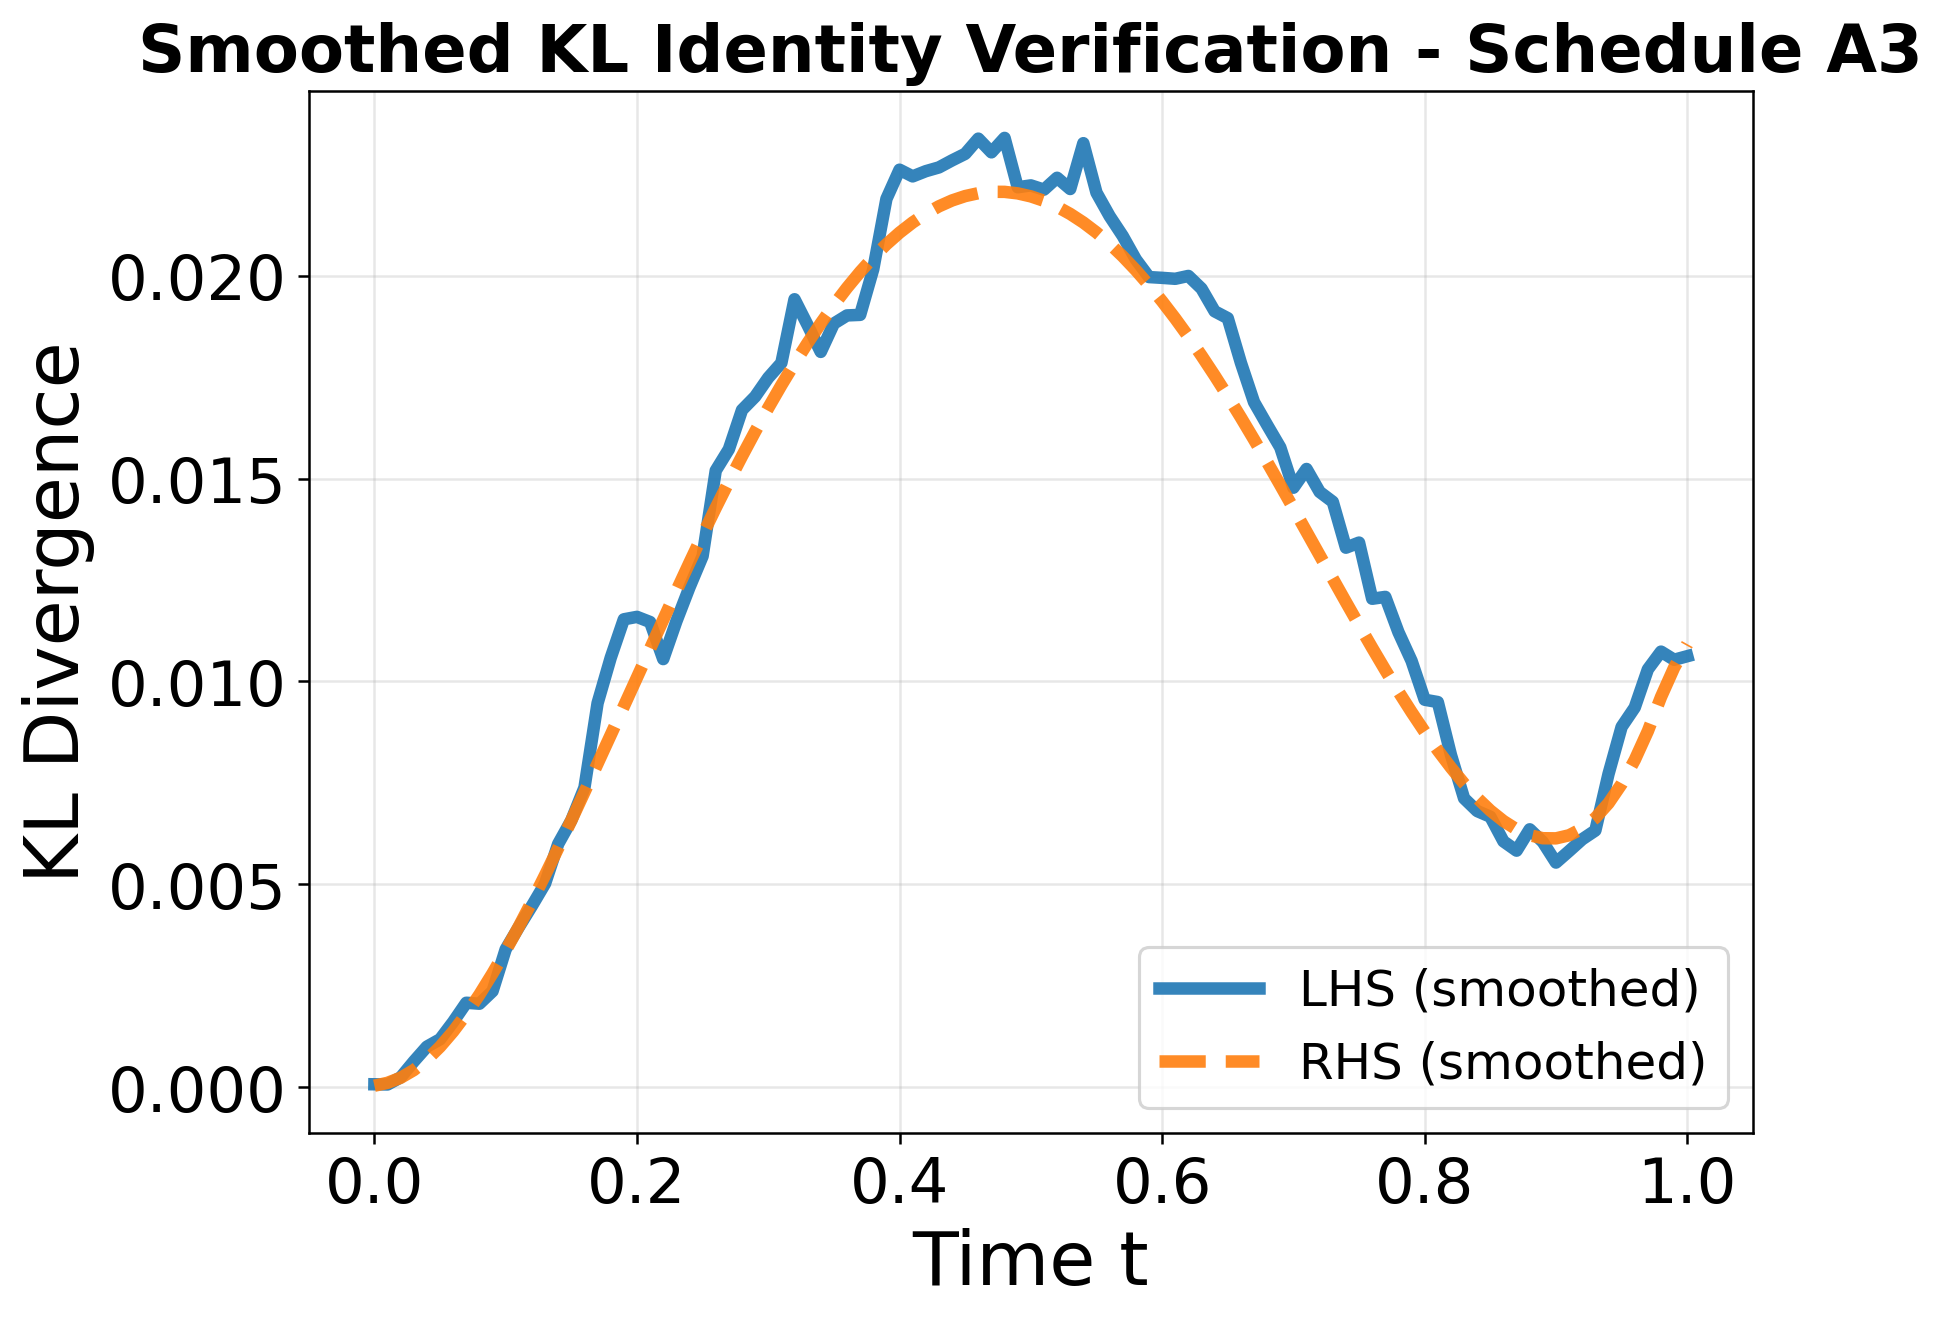 Smoothed KL Identity Verification - Schedule A3
KL Divergence
0.020
0.015
0.010
0.005
0.000
LHS (smoothed)
RHS (smoothed)
0.0 0.2 0.4 0.6 0.8 1.0
Time t